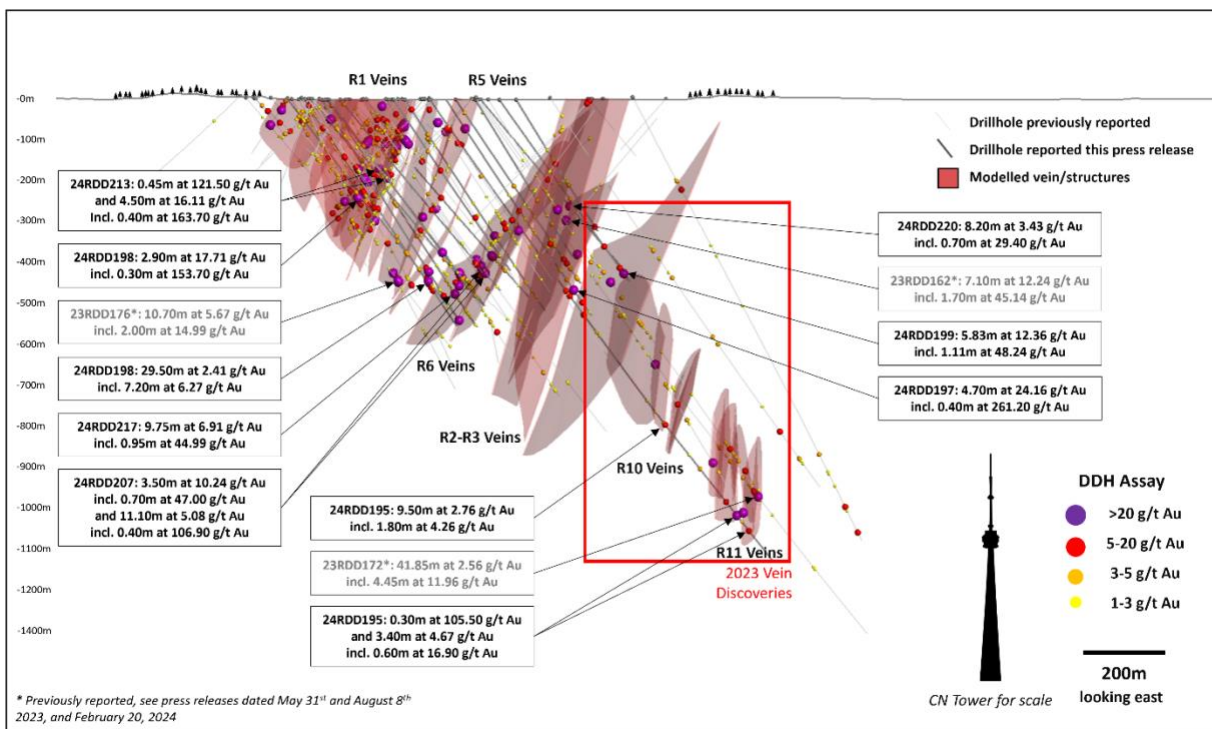 R1 Veins
R5 Veins
-0m
-100m
-200m
-300m
-400m
-500m
-600m
-700m
-800m
-900m
-1000m
-1100m
-1200m
-1300m
-1400m
Drillhole previously reported
Drillhole reported this press release
Modelled vein/structures
24RDD213: 0.45m at 121.50 g/t Au
and 4.50m at 16.11 g/t Au
Incl. 0.40m at 163.70 g/t Au
24RDD198: 2.90m at 17.71 g/t Au
incl. 0.30m at 153.70 g/t Au
23RDD176*: 10.70m at 5.67 g/t Au
incl. 2.00m at 14.99 g/t Au
24RDD198: 29.50m at 2.41 g/t Au
incl. 7.20m at 6.27 g/t Au
24RDD217: 9.75m at 6.91 g/t Au
incl. 0.95m at 44.99 g/t Au
24RDD207: 3.50m at 10.24 g/t Au
incl. 0.70m at 47.00 g/t Au
and 11.10m at 5.08 g/t Au
incl. 0.40m at 106.90 g/t Au
R6 Veins
R2-R3 Veins
R10 Veins
R11 Veins
2023 Vein
Discoveries
24RDD195: 9.50m at 2.76 g/t Au
incl. 1.80m at 4.26 g/t Au
23RDD172*: 41.85m at 2.56 g/t Au
incl. 4.45m at 11.96 g/t Au
24RDD195: 0.30m at 105.50 g/t Au
and 3.40m at 4.67 g/t Au
incl. 0.60m at 16.90 g/t Au
24RDD220: 8.20m at 3.43 g/t Au
incl. 0.70m at 29.40 g/t Au
23RDD162*: 7.10m at 12.24 g/t Au
incl. 1.70m at 45.14 g/t Au
24RDD199: 5.83m at 12.36 g/t Au
incl. 1.11m at 48.24 g/t Au
24RDD197: 4.70m at 24.16 g/t Au
incl. 0.40m at 261.20 g/t Au
DDH Assay
>20 g/t Au
5-20 g/t Au
3-5 g/t Au
1-3 g/t Au
200m
looking east
CN Tower for scale
* Previously reported, see press releases dated May 31st and August 8th
2023, and February 20, 2024